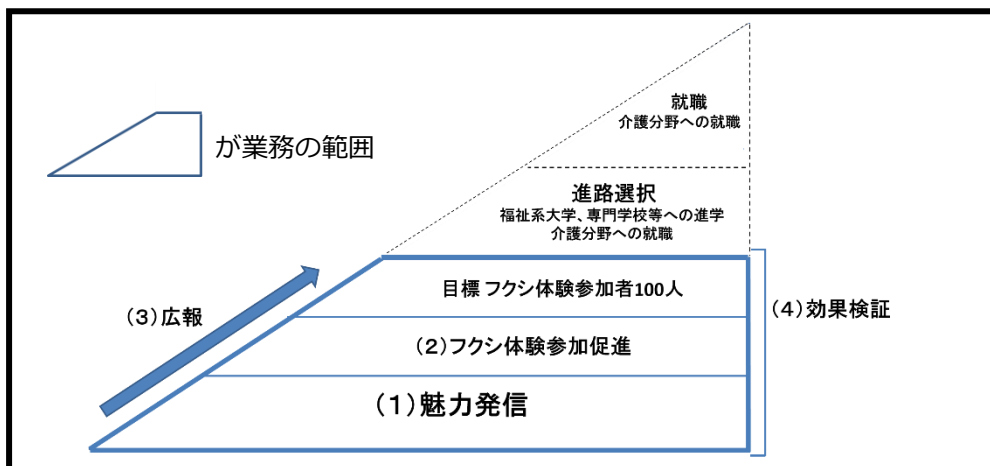 就職
介護分野への就職
が業務の範囲
進路選択
福祉系大学、専門学校等への進学
介護分野への就職
目標 フクシ体験参加者100人
(3)広報
(4)効果検証
(2)フクシ体験参加促進
(1)魅力発信